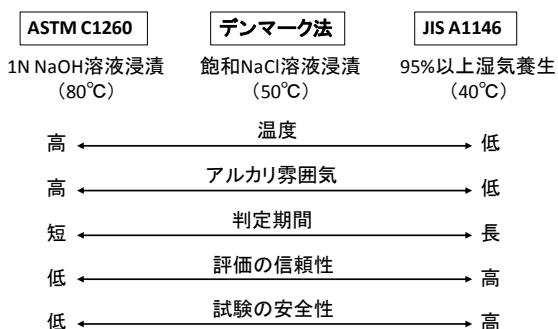 ASTM C1260 デンマーク法 JIS A1146
1N NaOH溶液浸漬 飽和NaCl溶液浸漬 95%以上湿気養生
（80℃） （50℃） （40℃）
高 温度 低
高 アルカリ雰囲気 低
短 判定期間 長
低 評価の信頼性 高
低 試験の安全性 高